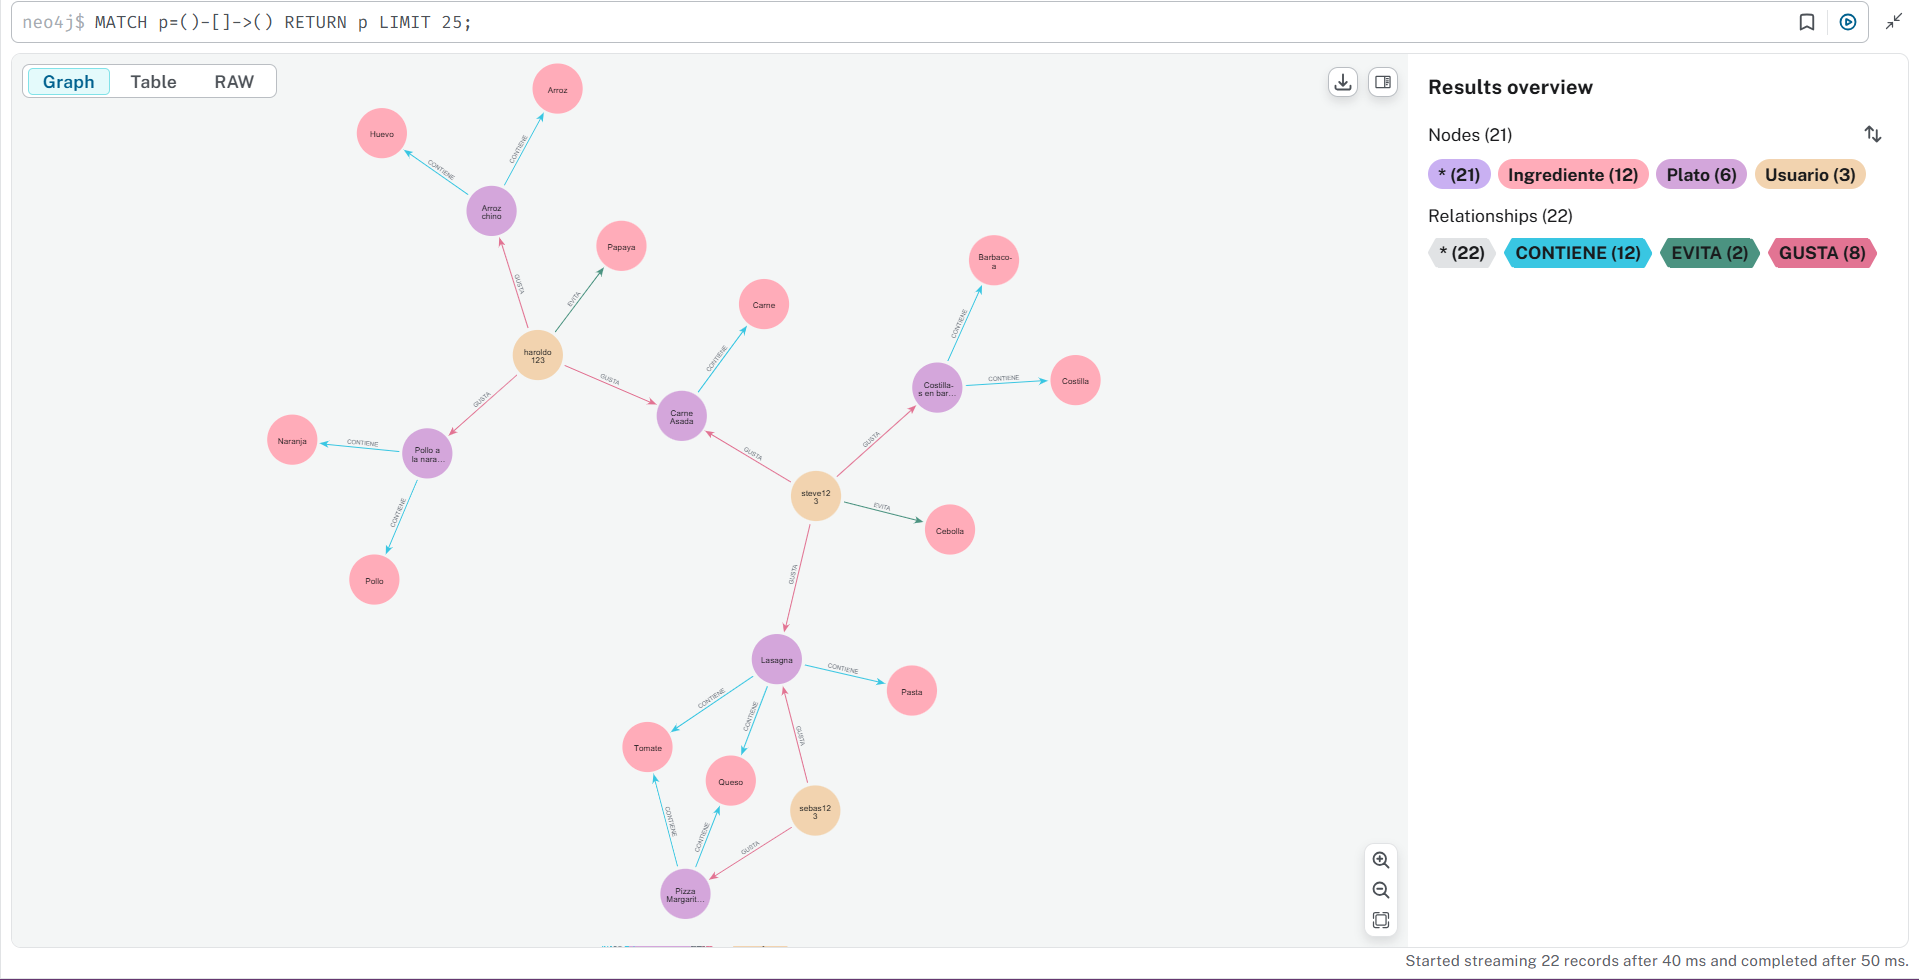 neo4j$ MATCH p=()-[]->() RETURN p LIMIT 25;
Graph
Table
RAW
Results overview
Nodes (21)
* (21)
Ingrediente (12)
Plato (6)
Usuario (3)
Relationships (22)
* (22)
CONTIENE (12)
EVITA (2)
GUSTA (8)
Arroz
Huevo
CONTIENE
CONTIENE
Arroz
chino
Papaya
GUSTA
EVITA
Barbaco-
a
Carne
CONTIENE
CONTIENE
haroldo
123
GUSTA
GUSTA
Costilla-
s en bar...
CONTIENE
Costilla
Carne
Asada
Naranja
CONTIENE
Pollo a
la nara...
GUSTA
GUSTA
steve12
3
CONTIENE
EVITA
Cebolla
Pollo
GUSTA
Lasagna
CONTIENE
Pasta
CONTIENE
CONTIENE
GUSTA
Tomate
Queso
sebas12
3
CONTIENE
CONTIENE
GUSTA
Pizza
Margarit...
Started streaming 22 records after 40 ms and completed after 50 ms.